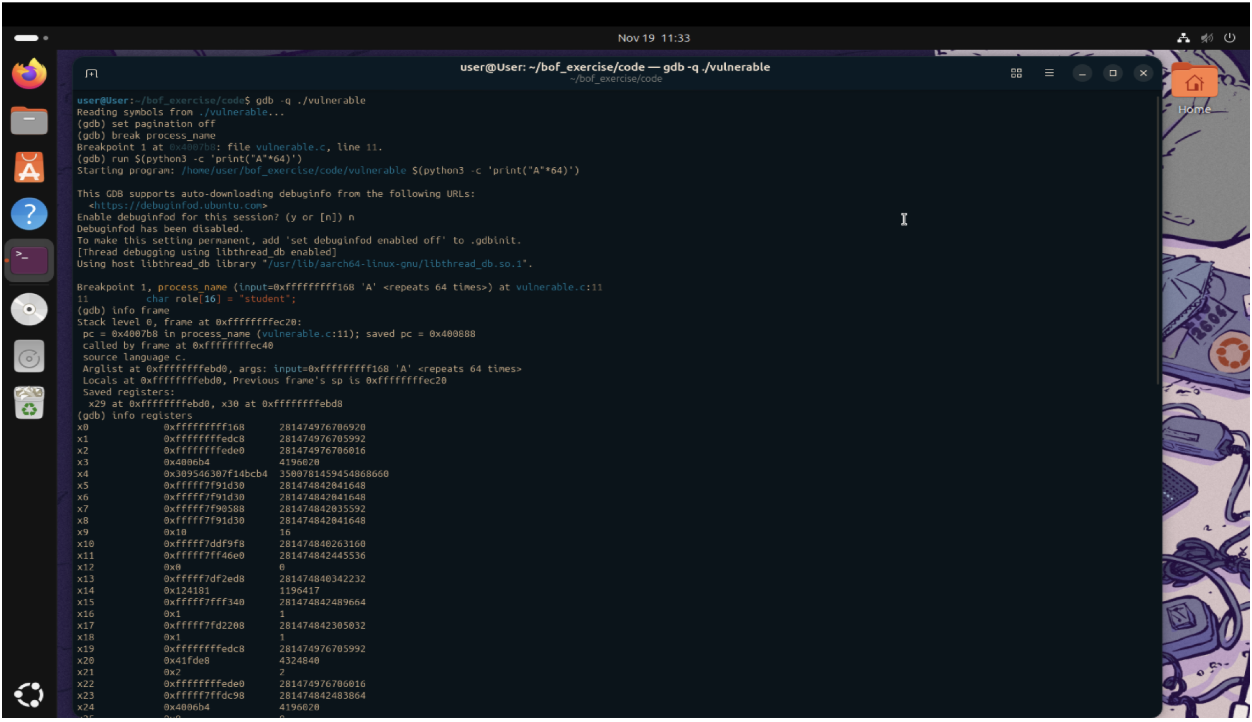 Nov 19 11:33
user@User: ~/bof_exercise/code — gdb -q ./vulnerable
~/bof_exercise/code
Home
user@User:~/bof_exercise/code$ gdb -q ./vulnerable
Reading symbols from ./vulnerable...
(gdb) set pagination off
(gdb) break process_name
Breakpoint 1 at 0x4007b8: file vulnerable.c, line 11.
(gdb) run $(python3 -c 'print("A"*64)')
Starting program: /home/user/bof_exercise/code/vulnerable $(python3 -c 'print("A"*64)')
This GDB supports auto-downloading debuginfo from the following URLs:
<https://debuginfod.ubuntu.com>
Enable debuginfod for this session? (y or [n]) n
Debuginfod has been disabled.
To make this setting permanent, add 'set debuginfod enabled off' to .gdbinit.
[Thread debugging using libthread_db enabled]
Using host libthread_db library "/usr/lib/aarch64-linux-gnu/libthread_db.so.1".
Breakpoint 1, process_name (input=0xfffffffff168 'A' <repeats 64 times>) at vulnerable.c:11
11 char role[16] = "student";
(gdb) info frame
Stack level 0, frame at 0xffffffffec20:
pc = 0x4007b8 in process_name (vulnerable.c:11); saved pc = 0x400888
called by frame at 0xffffffffec40
source language c.
Arglist at 0xffffffffebd0, args: input=0xfffffffff168 'A' <repeats 64 times>
Locals at 0xffffffffebd0, Previous frame's sp is 0xffffffffec20
Saved registers:
x29 at 0xffffffffebd0, x30 at 0xffffffffebd8
(gdb) info registers
x0 0xfffffffff168 281474976706920
x1 0xffffffffedc8 281474976705992
x2 0xffffffffede0 281474976706016
x3 0x4006b4 4196020
x4 0x309546307f14bcb4 3500781459454868660
x5 0xfffff7f91d30 281474842041648
x6 0xfffff7f91d30 281474842041648
x7 0xfffff7f90588 281474842035592
x8 0xfffff7f91d30 281474842041648
x9 0x10 16
x10 0xfffff7ddf9f8 281474840263160
x11 0xfffff7ff46e0 281474842445536
x12 0x0 0
x13 0xfffff7df2ed8 281474840342232
x14 0x124181 1196417
x15 0xfffff7fff340 281474842489664
x16 0x1 1
x17 0xfffff7fd2208 281474842305032
x18 0x1 1
x19 0xffffffffedc8 281474976705992
x20 0x41fde8 4324840
x21 0x2 2
x22 0xffffffffede0 281474976706016
x23 0xfffff7ffdc98 281474842483864
x24 0x4006b4 4196020